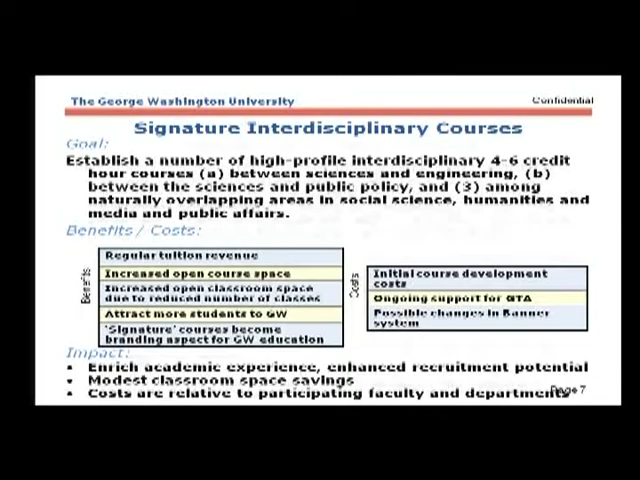 The George Washington University
Confidential
Signature Interdisciplinary Courses
Goal:
Establish a number of high-profile interdisciplinary 4-6 credit
hour courses (a) between sciences and engineering, (b)
between the sciences and public policy, and (3) among
naturally overlapping areas in social science, humanities and
media and public affairs.
Benefits / Costs:
Benefits
Regular tuition revenue
Increased open course space
Increased open classroom space
due to reduced number of classes
Attract more students to GW
'Signature' courses become
branding aspect for GW education
Costs
Initial course development
costs
Ongoing support for GTA
Possible changes in Banner
system
Impact:
• Enrich academic experience, enhanced recruitment potential
• Modest classroom space savings
• Costs are relative to participating faculty and departments
Page 7